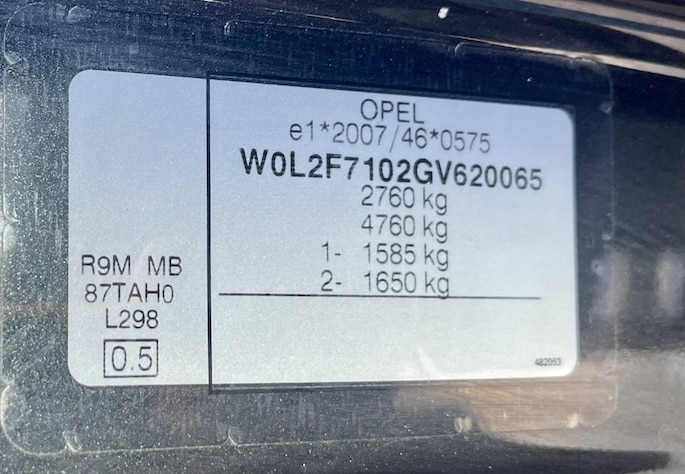 OPEL
e1*2007/46*0575
W0L2F7102GV620065
2760 kg
4760 kg
1- 1585 kg
2- 1650 kg
R9M MB
87TAH0
L298
0.5
482053